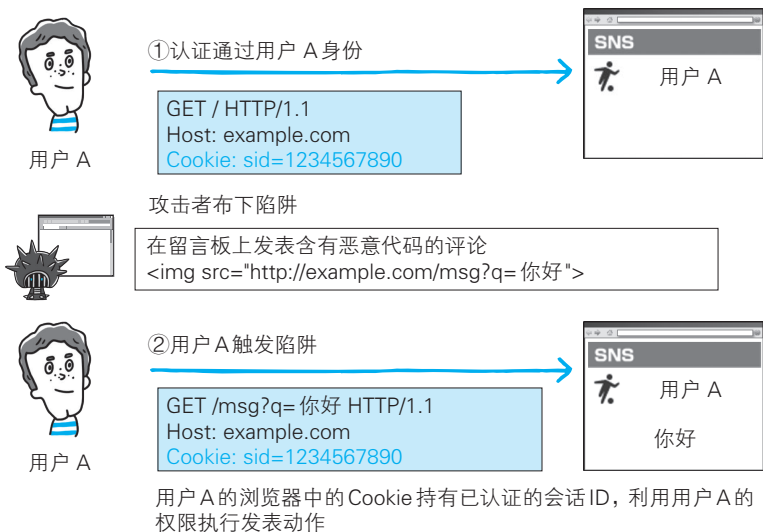 ①认证通过用户 A 身份
SNS
用户 A
GET / HTTP/1.1
Host: example.com
Cookie: sid=1234567890
用户 A
攻击者布下陷阱
在留言板上发表含有恶意代码的评论
<img src="http://example.com/msg?q= 你好">
②用户 A 触发陷阱
SNS
用户 A
你好
GET /msg?q= 你好 HTTP/1.1
Host: example.com
Cookie: sid=1234567890
用户 A
用户 A 的浏览器中的 Cookie 持有已认证的会话 ID，利用用户 A 的
权限执行发表动作